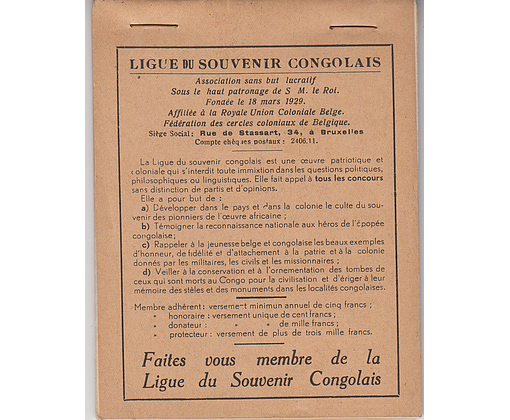 LIGUE DU SOUVENIR CONGOLAIS
Association sans but lucratif
Sous le haut patronage de S M. le Roi.
Fondée le 18 mars 1929.
Affiliée à la Royale Union Coloniale Belge.
Fédération des cercles coloniaux de Belgique.
Siège Social: Rue de Stassart, 34, à Bruxelles
Compte chèques postaux: 2406.11.
La Ligue du souvenir congolais est une œuvre patriotique et
coloniale qui s'interdit toute immixtion dans les questions politiques,
philosophiques ou linguistiques. Elle fait appel à tous les concours
sans distinction de partis et d'opinions.
Elle a pour but de:
a) Développer dans le pays et dans la colonie le culte du sou-
venir des pionniers de l'œuvre africaine;
b) Témoigner la reconnaissance nationale aux héros de l'épopée
congolaise;
c) Rappeler à la jeunesse belge et congolaise les beaux exemples
d'honneur, de fidélité et d'attachement à la patrie et à la colonie
donnés par les militaires, les civils et les missionnaires;
d) Veiller à la conservation et à l'ornementation des tombes de
ceux qui sont morts au Congo pour la civilisation et d'ériger à leur
mémoire des stèles et des monuments dans les localités congolaises.
Membre adhérent: versement minimun annuel de cinq francs;
" honoraire: versement unique de cent francs;
" donateur: " " de mille francs;
" protecteur: versement de plus de trois mille francs.
Faites vous membre de la
Ligue du Souvenir Congolais